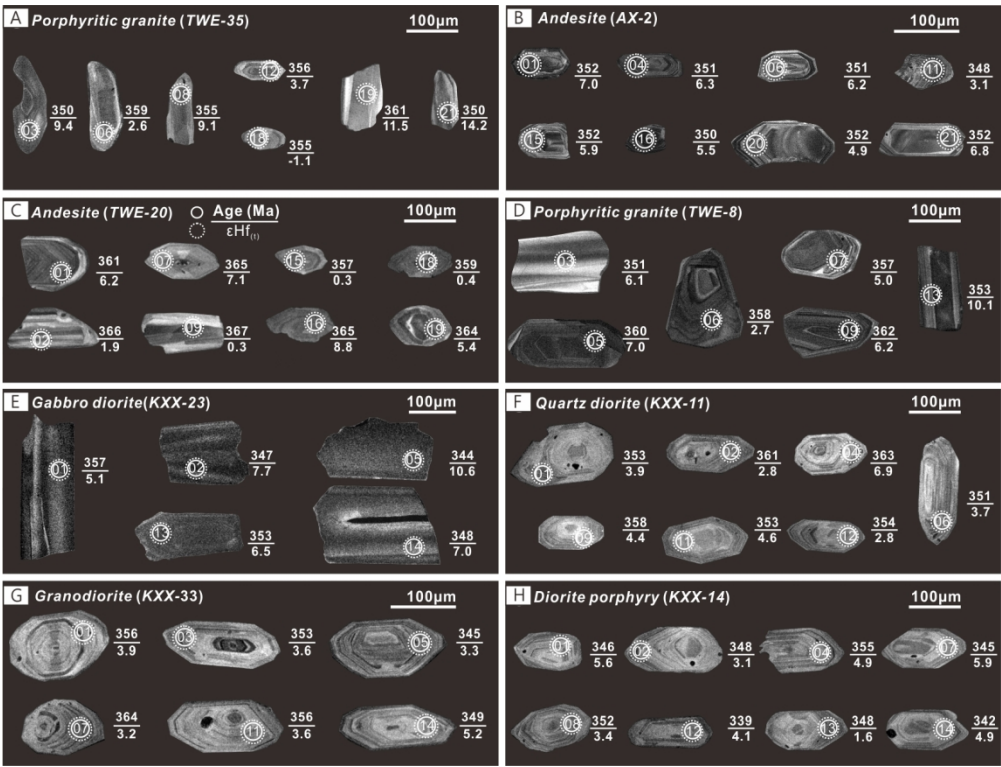 A Porphyritic granite (TWE-35) 100μm
03 350 9.4
06 359 2.6
08 355 9.1
12 356 3.7
18 355 -1.1
19 361 11.5
21 350 14.2
B Andesite (AX-2) 100μm
01 352 7.0
04 351 6.3
06 351 6.2
11 348 3.1
15 352 5.9
16 350 5.5
20 352 4.9
21 352 6.8
C Andesite (TWE-20) Age (Ma) 100μm
εHf(t)
01 361 6.2
07 365 7.1
15 357 0.3
18 359 0.4
02 366 1.9
09 367 0.3
16 365 8.8
19 364 5.4
D Porphyritic granite (TWE-8) 100μm
03 351 6.1
05 360 7.0
06 358 2.7
07 357 5.0
09 362 6.2
13 353 10.1
E Gabbro diorite(KXX-23) 100μm
01 357 5.1
02 347 7.7
05 344 10.6
13 353 6.5
14 348 7.0
F Quartz diorite (KXX-11) 100μm
01 353 3.9
02 361 2.8
04 363 6.9
06 351 3.7
09 358 4.4
11 353 4.6
12 354 2.8
G Granodiorite (KXX-33) 100μm
01 356 3.9
03 353 3.6
05 345 3.3
07 364 3.2
11 356 3.6
14 349 5.2
H Diorite porphyry (KXX-14) 100μm
01 346 5.6
02 348 3.1
04 355 4.9
07 345 5.9
08 352 3.4
12 339 4.1
13 348 1.6
14 342 4.9